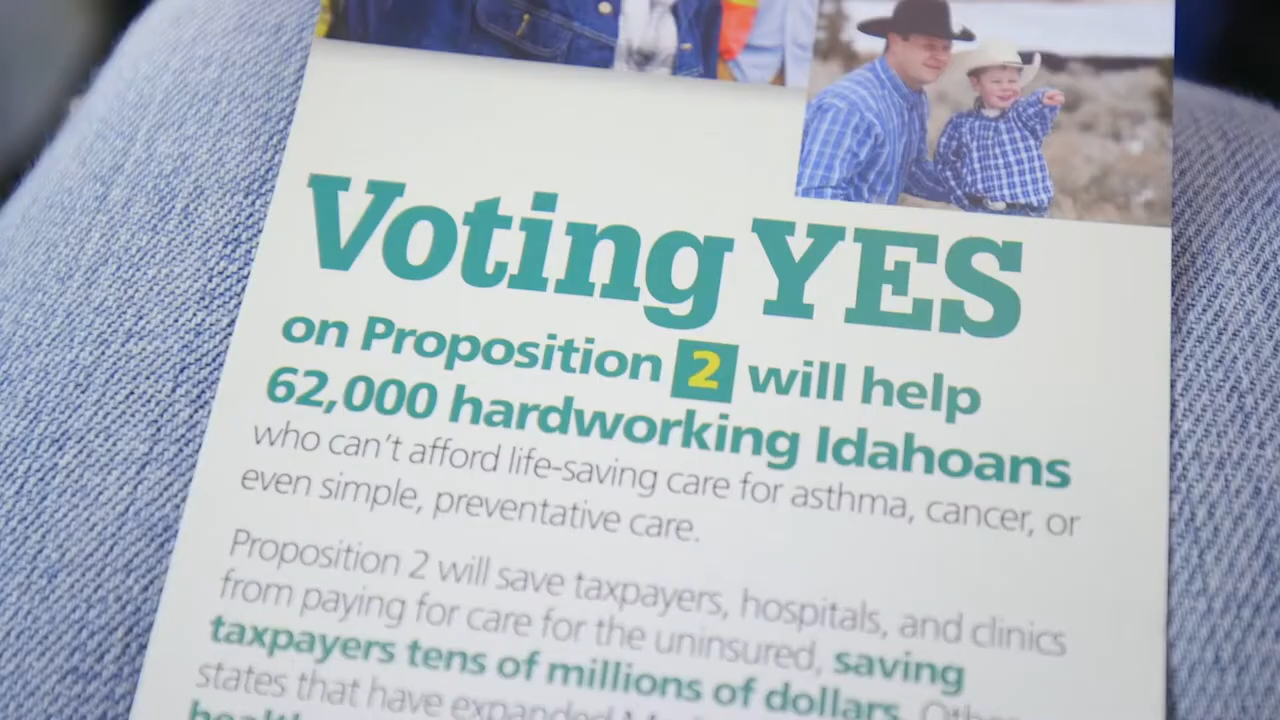 Voting YES
on Proposition 2 will help
62,000 hardworking Idahoans
who can't afford life-saving care for asthma, cancer, or
even simple, preventative care.
Proposition 2 will save taxpayers, hospitals, and clinics
from paying for care for the uninsured, saving
taxpayers tens of millions of dollars.
states that have expanded